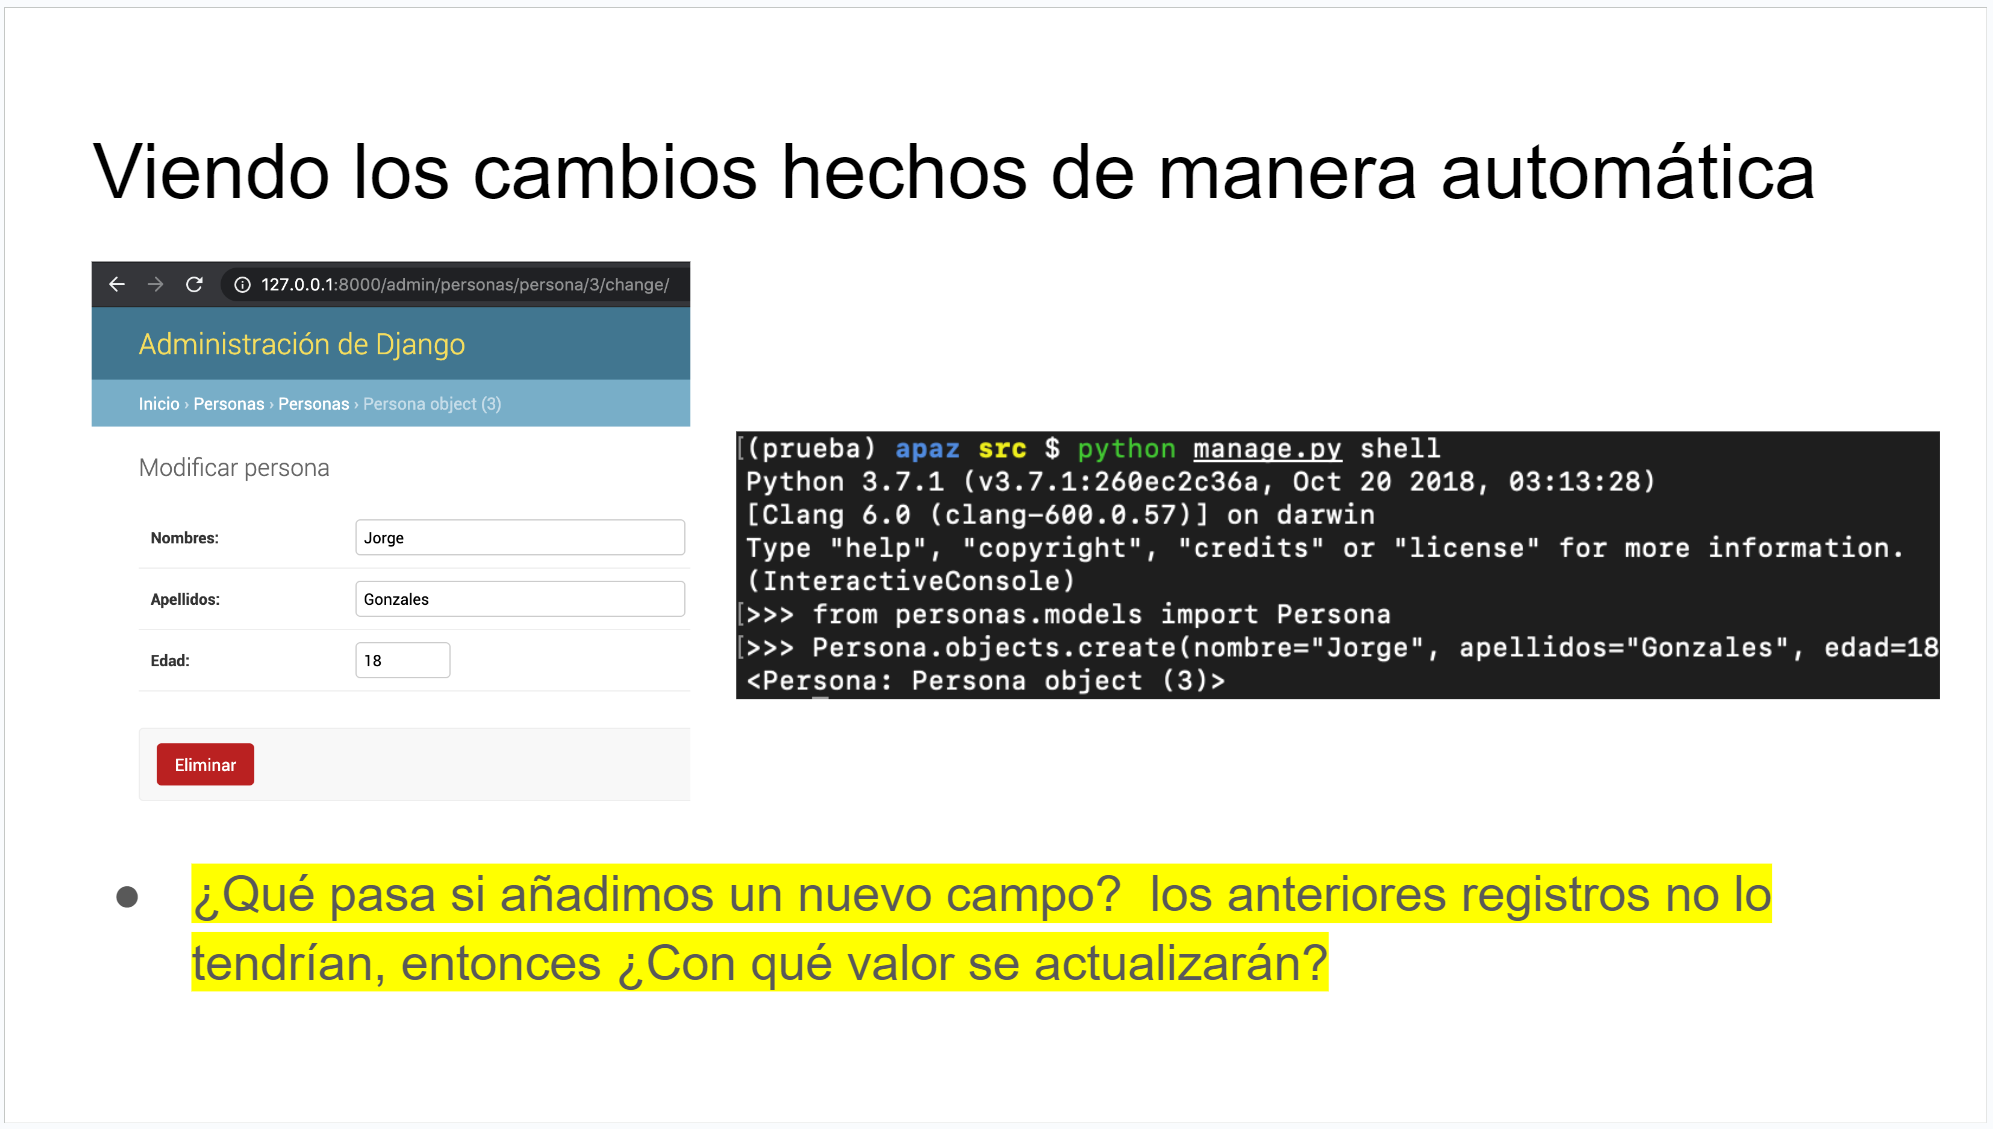 Viendo los cambios hechos de manera automática
127.0.0.1:8000/admin/personas/persona/3/change/
Administración de Django
Inicio › Personas › Personas › Persona object (3)
Modificar persona
Nombres: Jorge
Apellidos: Gonzales
Edad: 18
Eliminar
[(prueba) apaz src $ python manage.py shell
Python 3.7.1 (v3.7.1:260ec2c36a, Oct 20 2018, 03:13:28)
[Clang 6.0 (clang-600.0.57)] on darwin
Type "help", "copyright", "credits" or "license" for more information.
(InteractiveConsole)
[>>> from personas.models import Persona
[>>> Persona.objects.create(nombre="Jorge", apellidos="Gonzales", edad=18
<Persona: Persona object (3)>
● ¿Qué pasa si añadimos un nuevo campo?  los anteriores registros no lo
tendrían, entonces ¿Con qué valor se actualizarán?